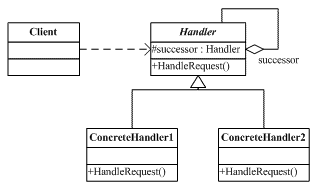 Client
Handler
#successor : Handler
+HandleRequest()
successor
ConcreteHandler1
+HandleRequest()
ConcreteHandler2
+HandleRequest()